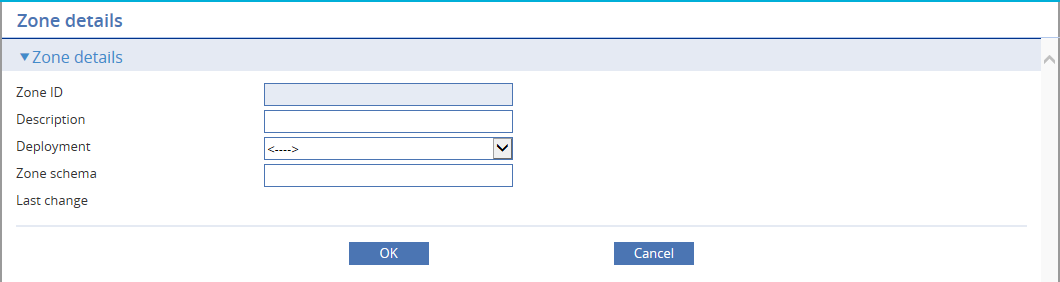 Zone details
Zone details
Zone ID
Description
Deployment <---->
Zone schema
Last change
OK Cancel